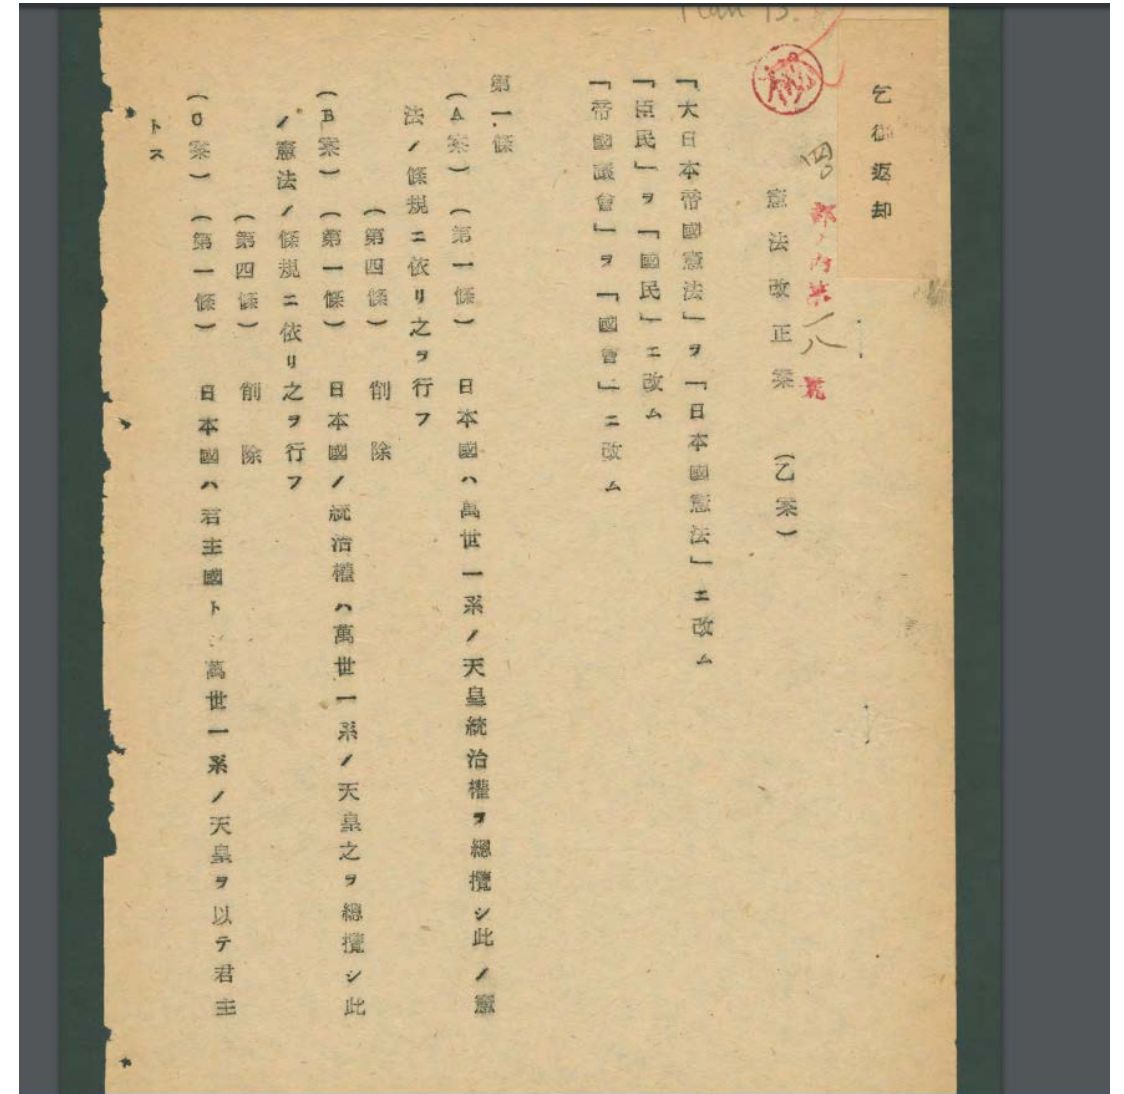 乞御返却
部ノ内第一八號
憲法改正案 (乙案)
「大日本帝國憲法」ヲ「日本國憲法」ニ改ム
「臣民」ヲ「國民」ニ改ム
「帝國議會」ヲ「國會」ニ改ム
第一條
(A案) (第一條) 日本國ハ萬世一系ノ天皇統治權ヲ總攬シ此ノ憲
法ノ條規ニ依リ之ヲ行フ
(第四條) 削除
(B案) (第一條) 日本國ノ統治權ハ萬世一系ノ天皇之ヲ總攬シ此
ノ憲法ノ條規ニ依リ之ヲ行フ
(第四條) 削除
(C案) (第一條) 日本國ハ君主國トシ萬世一系ノ天皇ヲ以テ君主
トス